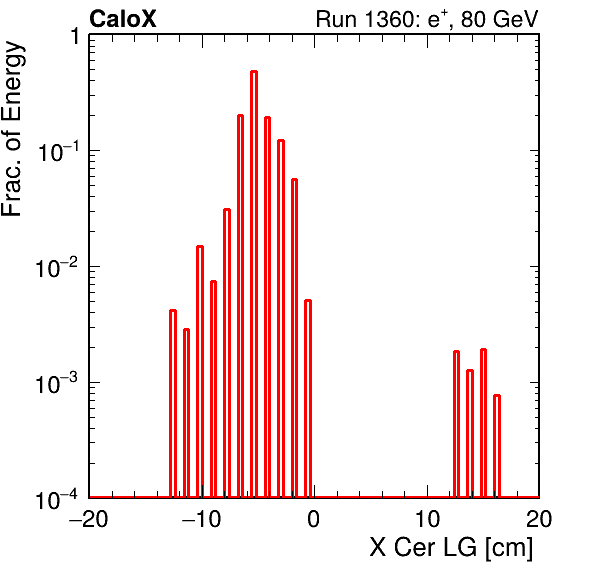 CaloX Run 1360: e⁺, 80 GeV
Frac. of Energy
1
10⁻¹
10⁻²
10⁻³
10⁻⁴
−20 −10 0 10 20
X Cer LG [cm]